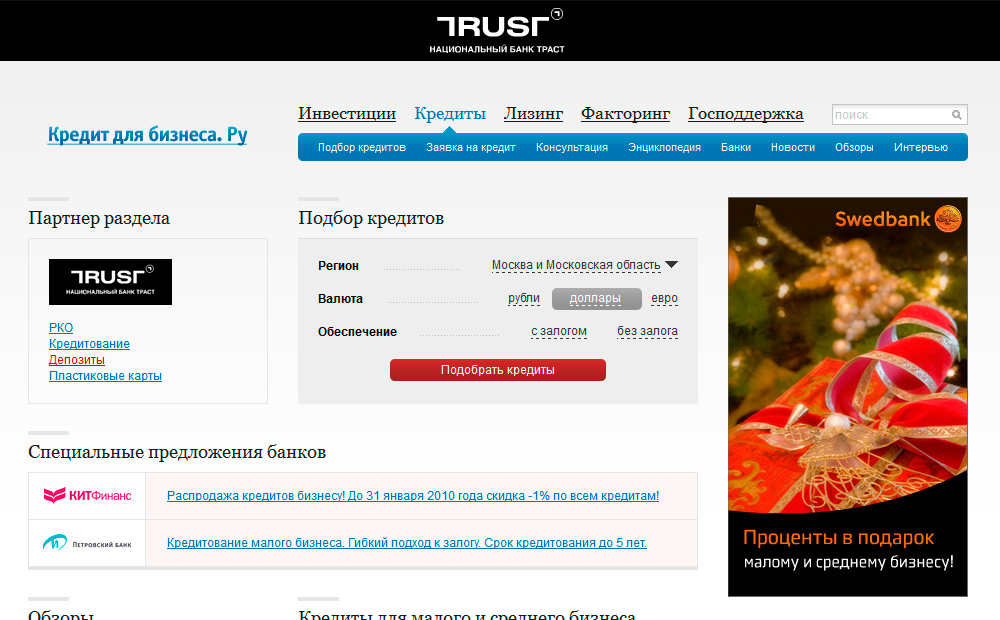 TRUST
НАЦИОНАЛЬНЫЙ БАНК ТРАСТ
Кредит для бизнеса. Ру
Инвестиции Кредиты Лизинг Факторинг Господдержка
поиск
Подбор кредитов Заявка на кредит Консультация Энциклопедия Банки Новости Обзоры Интервью
Партнер раздела
TRUST
НАЦИОНАЛЬНЫЙ БАНК ТРАСТ
РКО
Кредитование
Депозиты
Пластиковые карты
Подбор кредитов
Регион Москва и Московская область
Валюта рубли доллары евро
Обеспечение с залогом без залога
Подобрать кредиты
Swedbank
Проценты в подарок
малому и среднему бизнесу!
Специальные предложения банков
КИТФинанс Распродажа кредитов бизнесу! До 31 января 2010 года скидка -1% по всем кредитам!
ПЕТРОВСКИЙ БАНК Кредитование малого бизнеса. Гибкий подход к залогу. Срок кредитования до 5 лет.
Обзоры
Кредиты для малого и среднего бизнеса